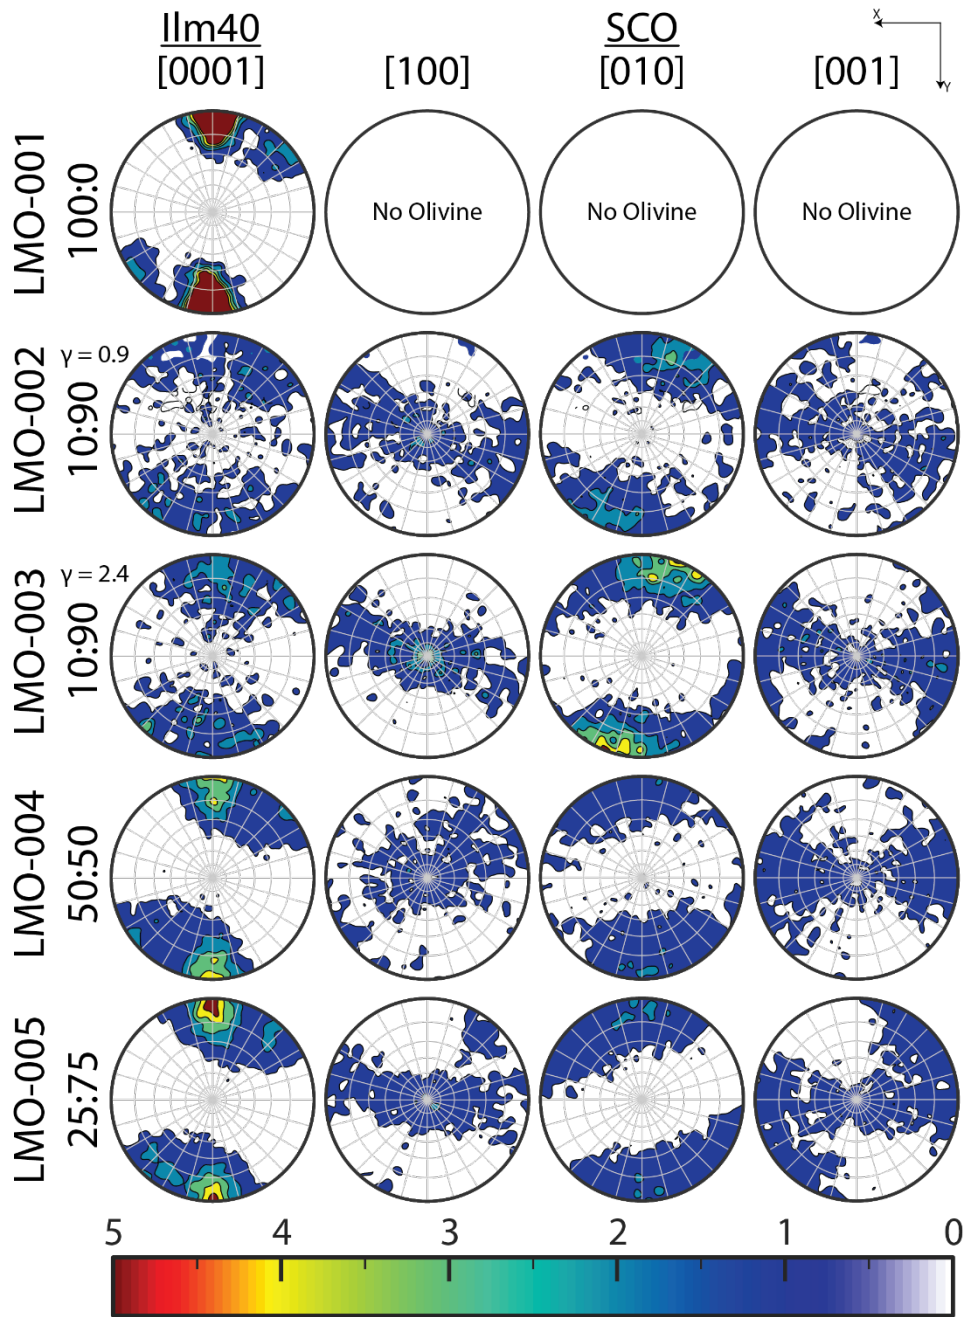 Ilm40 SCO
[0001] [100] [010] [001]
X
Y
LMO-001
100:0
No Olivine No Olivine No Olivine
LMO-002
10:90
γ = 0.9
LMO-003
10:90
γ = 2.4
LMO-004
50:50
LMO-005
25:75
5 4 3 2 1 0